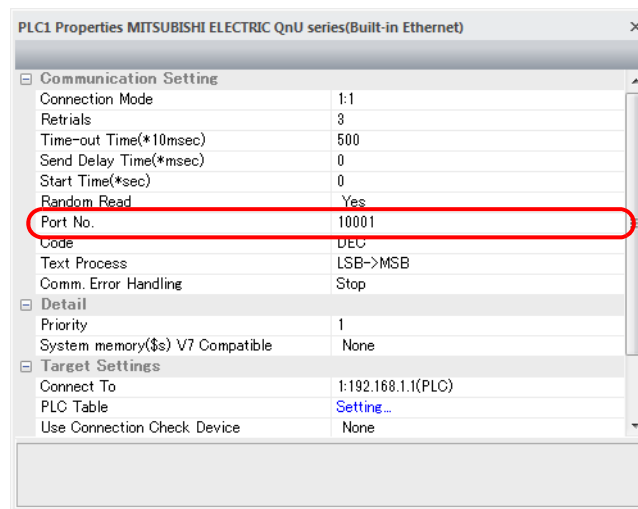 PLC1 Properties MITSUBISHI ELECTRIC QnU series(Built-in Ethernet)
Communication Setting
Connection Mode 1:1
Retrials 3
Time-out Time(*10msec) 500
Send Delay Time(*msec) 0
Start Time(*sec) 0
Random Read Yes
Port No. 10001
Code DEC
Text Process LSB->MSB
Comm. Error Handling Stop
Detail
Priority 1
System memory($s) V7 Compatible None
Target Settings
Connect To 1:192.168.1.1(PLC)
PLC Table Setting...
Use Connection Check Device None